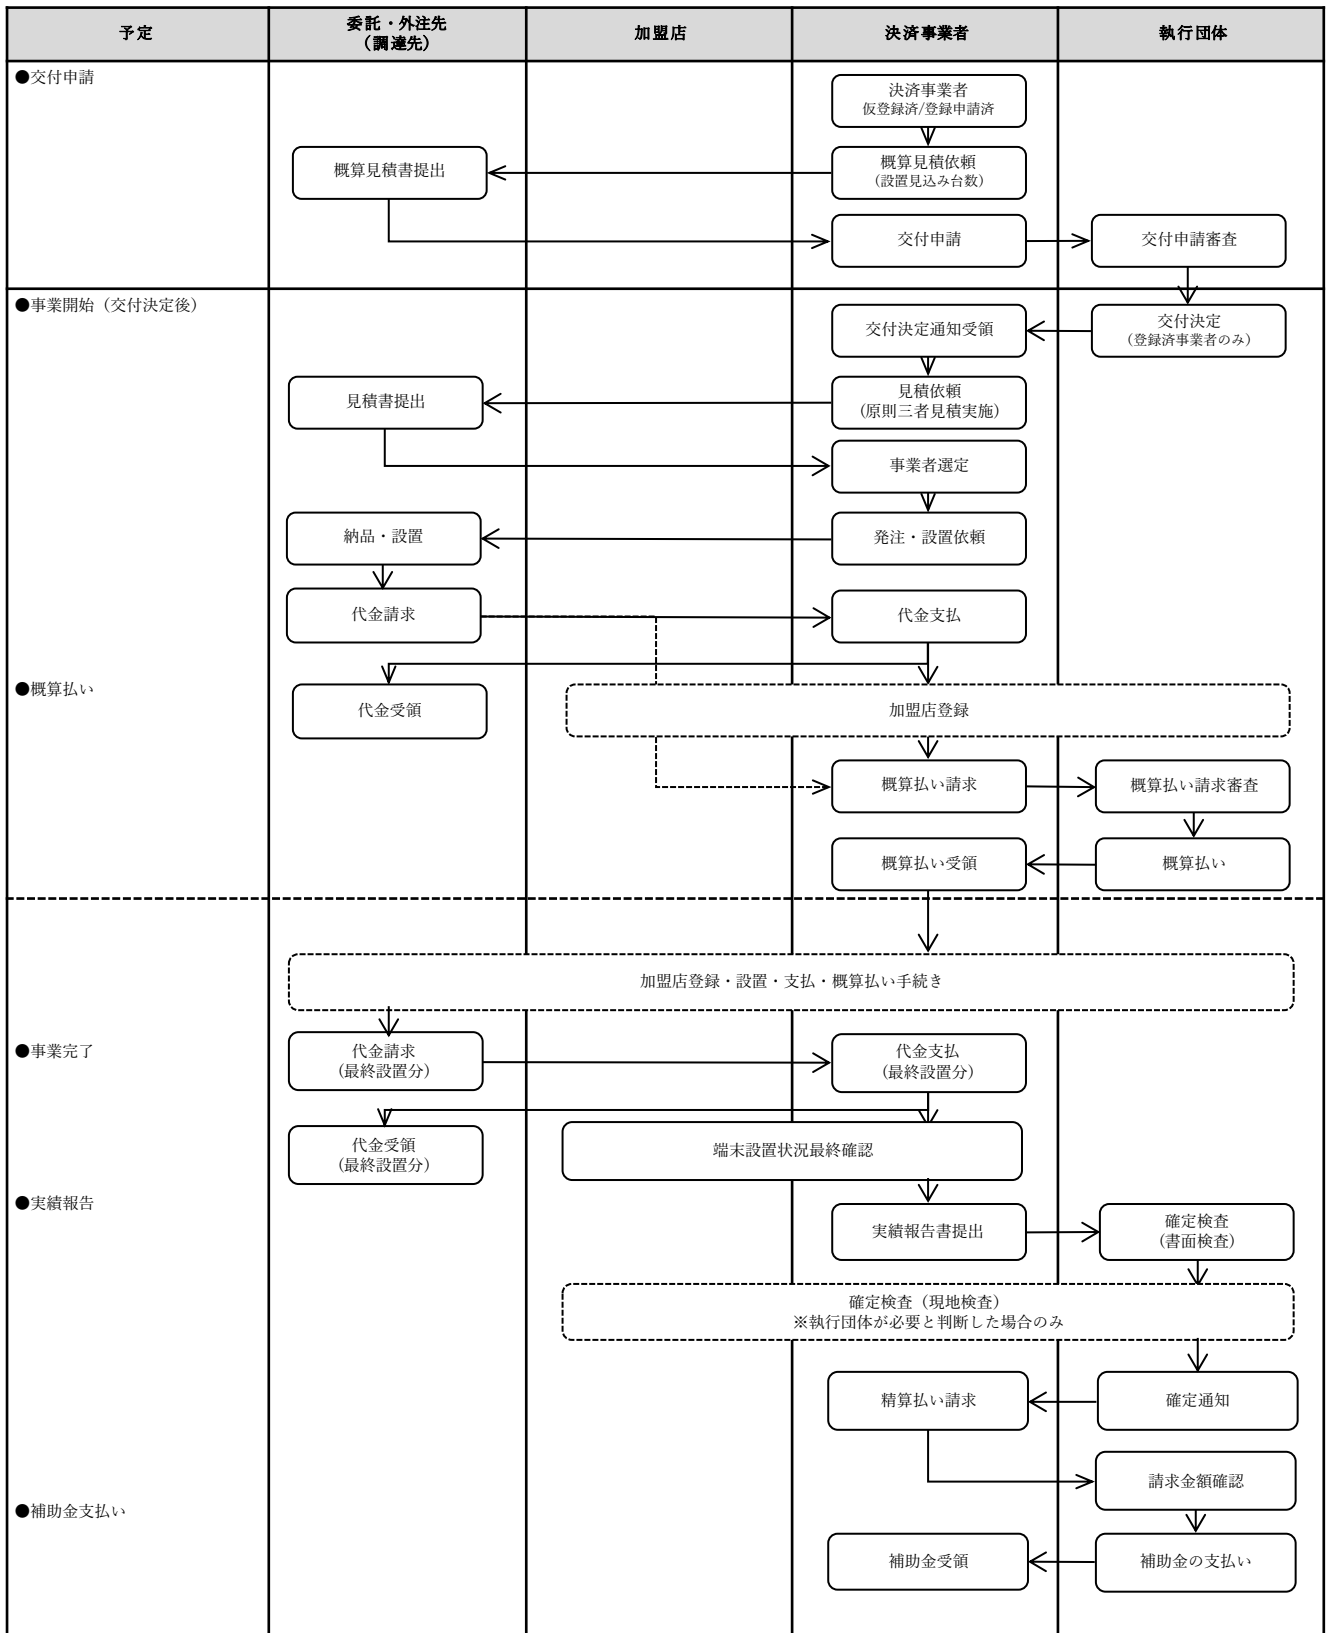 予定
委託・外注先
（調達先）
加盟店
決済事業者
執行団体
●交付申請
決済事業者
仮登録済/登録申請済
概算見積書提出
概算見積依頼
（設置見込み台数）
交付申請
交付申請審査
●事業開始（交付決定後）
交付決定通知受領
交付決定
（登録済事業者のみ）
見積書提出
見積依頼
（原則三者見積実施）
事業者選定
納品・設置
発注・設置依頼
代金請求
代金支払
●概算払い
代金受領
加盟店登録
概算払い請求
概算払い請求審査
概算払い受領
概算払い
加盟店登録・設置・支払・概算払い手続き
●事業完了
代金請求
（最終設置分）
代金支払
（最終設置分）
代金受領
（最終設置分）
端末設置状況最終確認
●実績報告
実績報告書提出
確定検査
（書面検査）
確定検査（現地検査）
※執行団体が必要と判断した場合のみ
精算払い請求
確定通知
請求金額確認
●補助金支払い
補助金受領
補助金の支払い